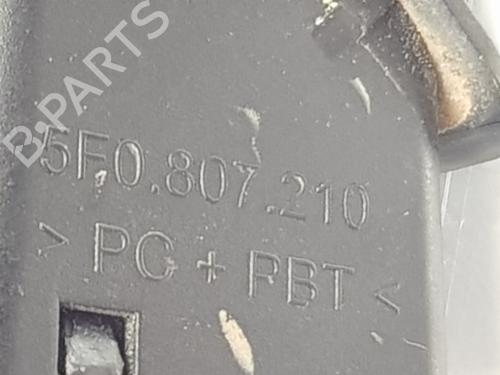 B-PARTS
5F0.807.210
> PC + PBT <